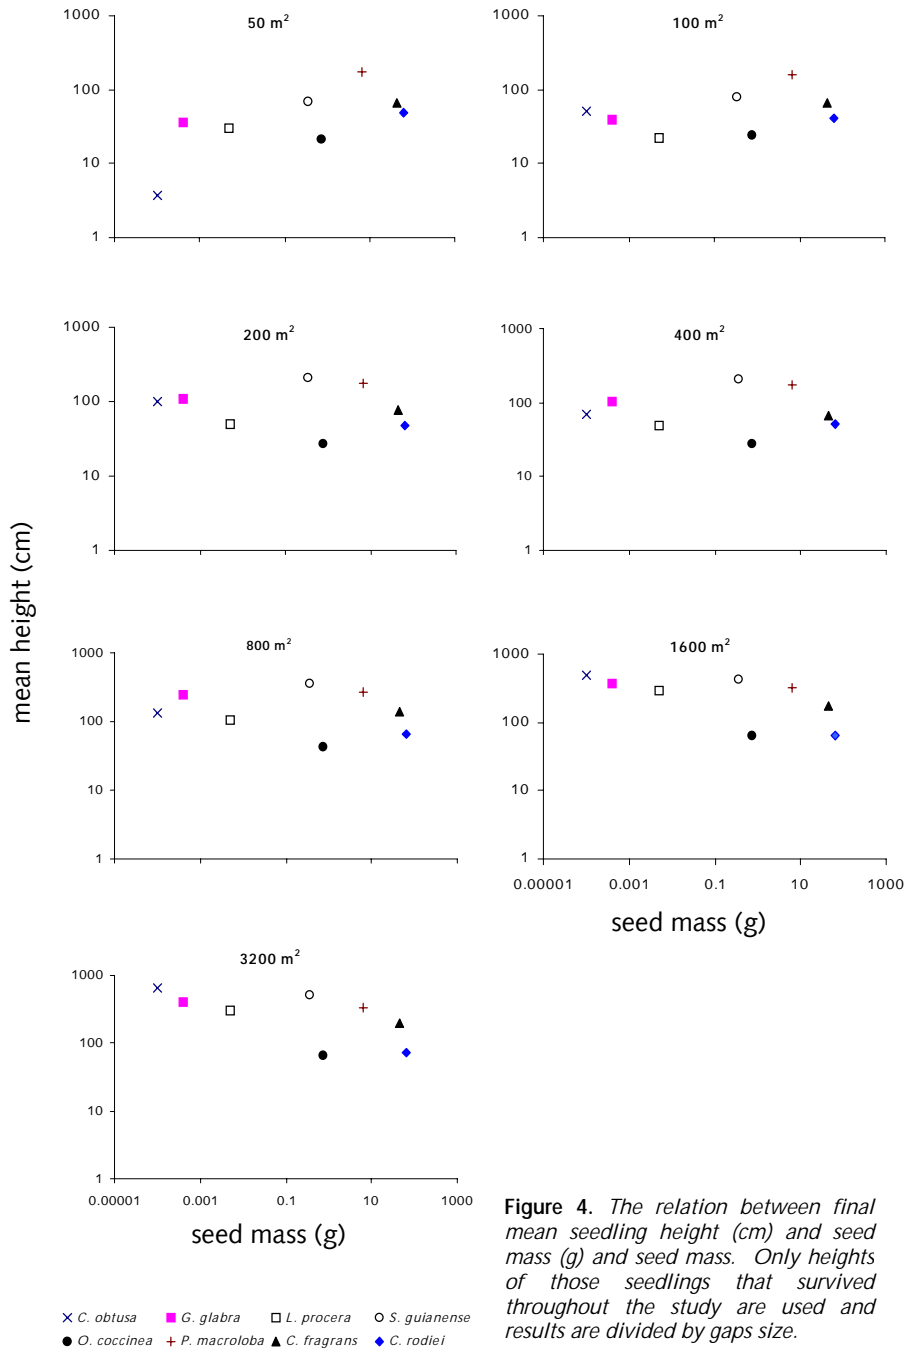 50 m²
1000
100
10
1
100 m²
1000
100
10
1
200 m²
1000
100
10
1
400 m²
1000
100
10
1
mean height (cm)
800 m²
1000
100
10
1
1600 m²
1000
100
10
1
0.00001 0.001 0.1 10 1000
seed mass (g)
3200 m²
1000
100
10
1
0.00001 0.001 0.1 10 1000
seed mass (g)
C. obtusa G. glabra L. procera S. guianense
O. coccinea P. macroloba C. fragrans C. rodiei
Figure 4. The relation between final
mean seedling height (cm) and seed
mass (g) and seed mass. Only heights
of those seedlings that survived
throughout the study are used and
results are divided by gaps size.